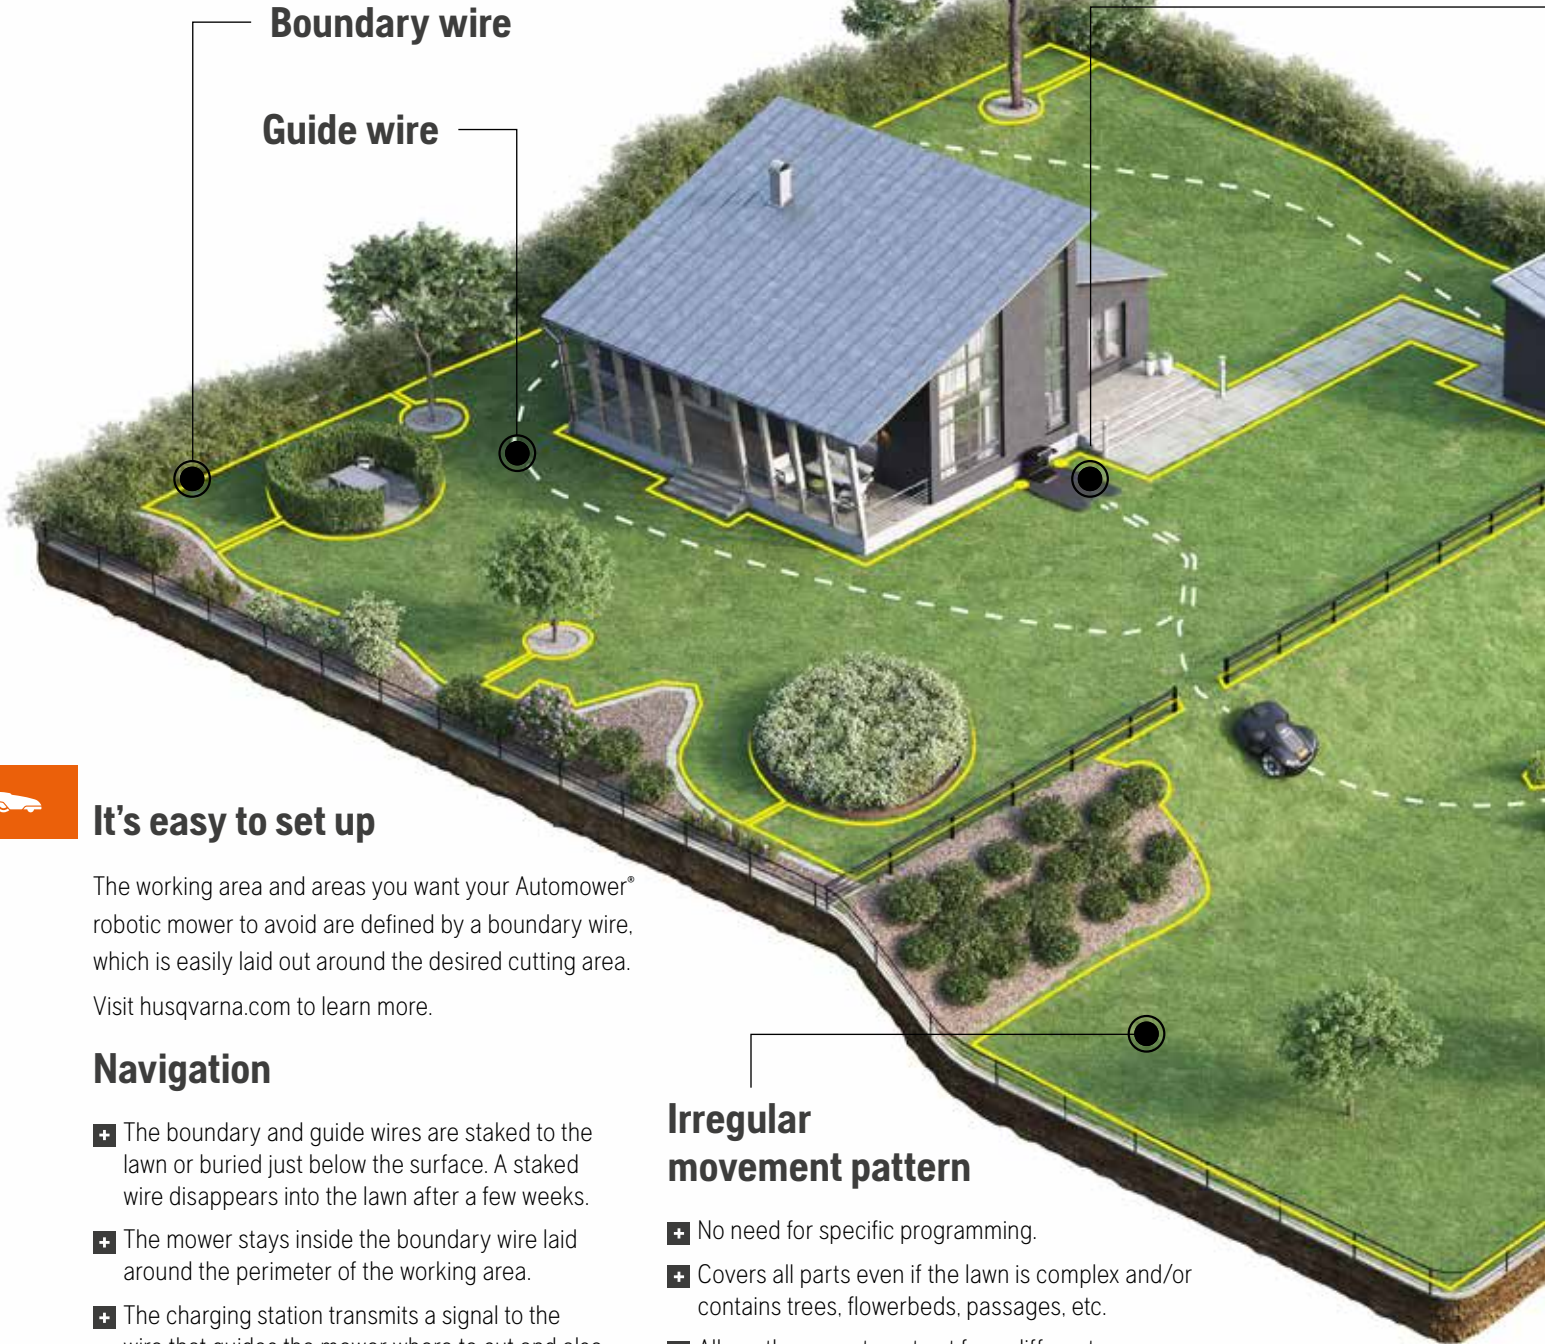 Boundary wire
Guide wire
It’s easy to set up
The working area and areas you want your Automower®
robotic mower to avoid are defined by a boundary wire,
which is easily laid out around the desired cutting area.
Visit husqvarna.com to learn more.
Navigation
The boundary and guide wires are staked to the
lawn or buried just below the surface. A staked
wire disappears into the lawn after a few weeks.
The mower stays inside the boundary wire laid
around the perimeter of the working area.
The charging station transmits a signal to the
Irregular
movement pattern
No need for specific programming.
Covers all parts even if the lawn is complex and/or
contains trees, flowerbeds, passages, etc.